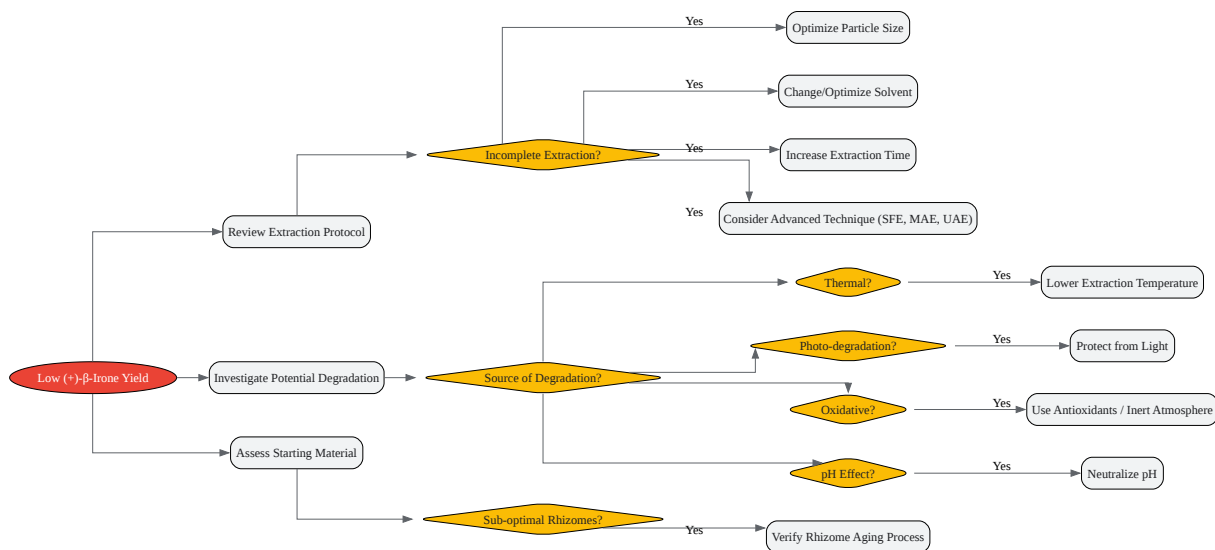 Yes
Optimize Particle Size
Yes
Change/Optimize Solvent
Incomplete Extraction?
Yes
Increase Extraction Time
Yes
Consider Advanced Technique (SFE, MAE, UAE)
Review Extraction Protocol
Thermal?
Yes
Lower Extraction Temperature
Photo-degradation?
Yes
Protect from Light
Low (+)-β-Irone Yield
Investigate Potential Degradation
Source of Degradation?
Oxidative?
Yes
Use Antioxidants / Inert Atmosphere
Assess Starting Material
pH Effect?
Yes
Neutralize pH
Sub-optimal Rhizomes?
Yes
Verify Rhizome Aging Process